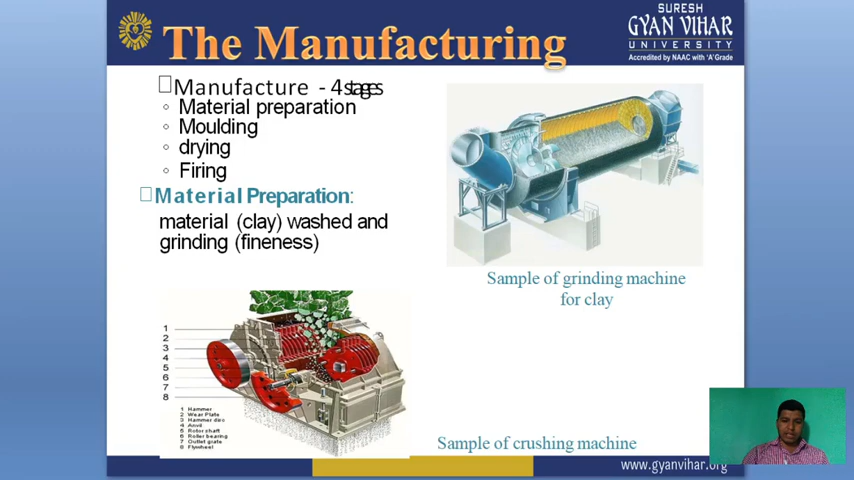 The Manufacturing
SURESH
GYAN VIHAR
UNIVERSITY
Accredited by NAAC with 'A' Grade
Manufacture - 4 stages
Material preparation
Moulding
drying
Firing
Material Preparation:
material (clay) washed and
grinding (fineness)
Sample of grinding machine
for clay
1
2
3
4
5
6
7
8
1 Hammer
2 Wear Plate
3 Hammer disc
4 Anvil
5 Rotor shaft
6 Roller bearing
7 Outlet grate
8 Flywheel
Sample of crushing machine
www.gyanvihar.org